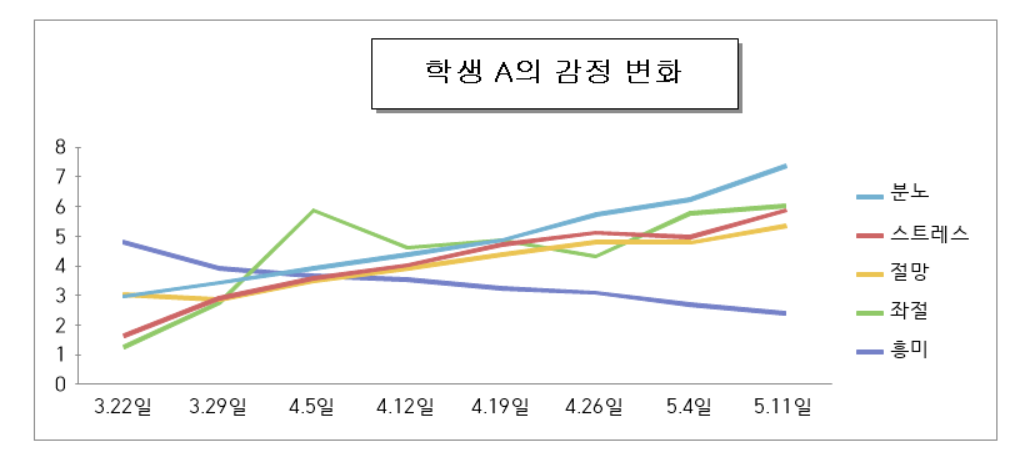 학생 A의 감정 변화
8
7
6
5
4
3
2
1
0
3.22일 3.29일 4.5일 4.12일 4.19일 4.26일 5.4일 5.11일
분노
스트레스
절망
좌절
흥미